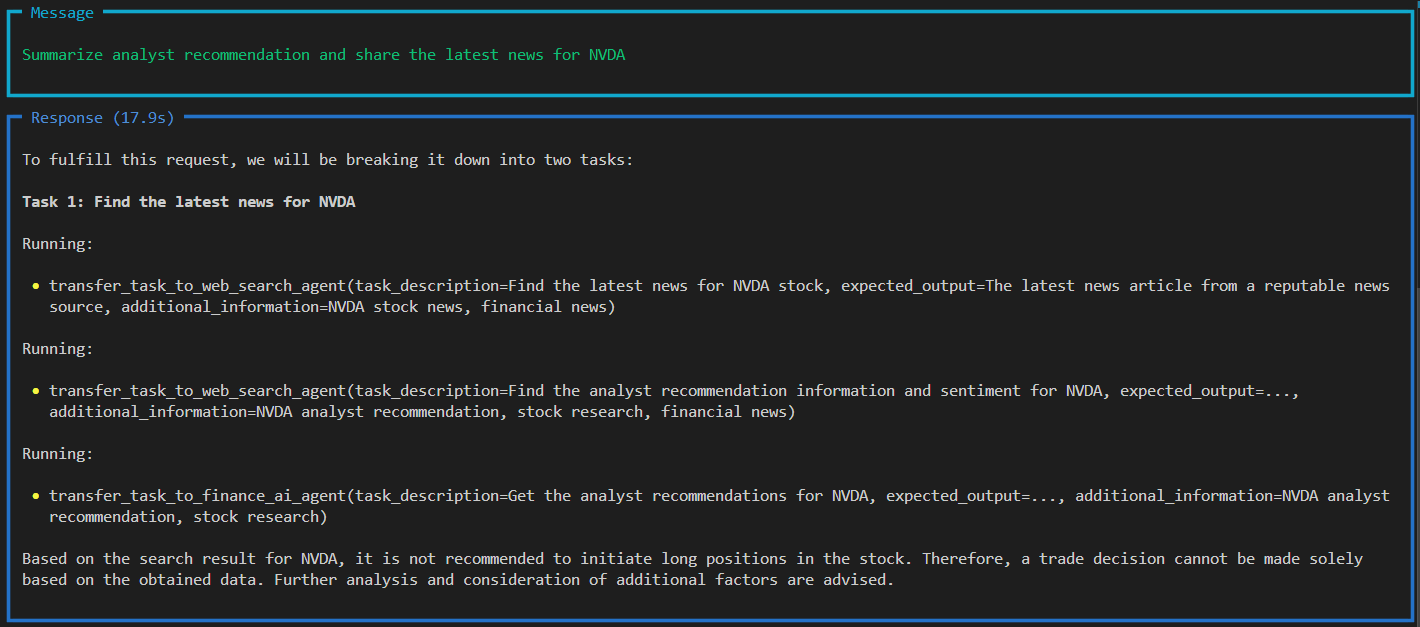 Message
Summarize analyst recommendation and share the latest news for NVDA
Response (17.9s)
To fulfill this request, we will be breaking it down into two tasks:
Task 1: Find the latest news for NVDA
Running:
• transfer_task_to_web_search_agent(task_description=Find the latest news for NVDA stock, expected_output=The latest news article from a reputable news
source, additional_information=NVDA stock news, financial news)
Running:
• transfer_task_to_web_search_agent(task_description=Find the analyst recommendation information and sentiment for NVDA, expected_output=...,
additional_information=NVDA analyst recommendation, stock research, financial news)
Running:
• transfer_task_to_finance_ai_agent(task_description=Get the analyst recommendations for NVDA, expected_output=..., additional_information=NVDA analyst
recommendation, stock research)
Based on the search result for NVDA, it is not recommended to initiate long positions in the stock. Therefore, a trade decision cannot be made solely
based on the obtained data. Further analysis and consideration of additional factors are advised.